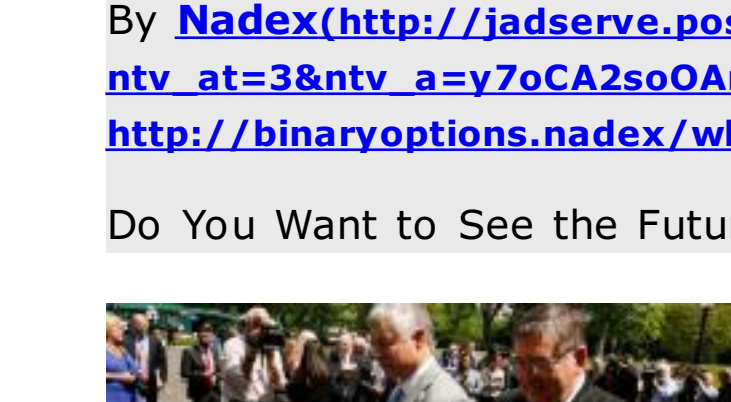 By Nadex(http://jadserve.pos
ntv_at=3&ntv_a=y7oCA2soOA
http://binaryoptions.nadex/wh
Do You Want to See the Futu